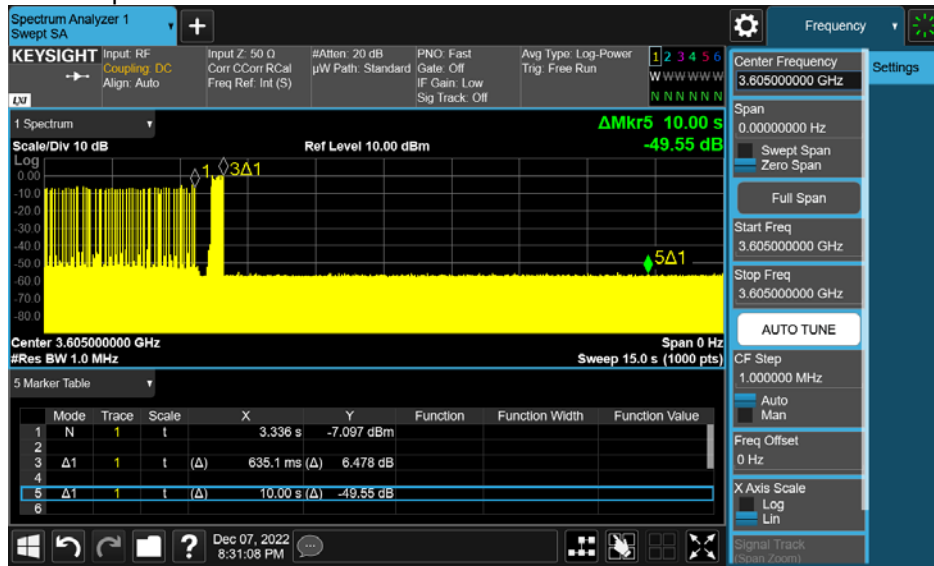 Spectrum Analyzer 1
Swept SA
Frequency
KEYSIGHT
LXI
Input: RF
Coupling: DC
Align: Auto
Input Z: 50 Ω
Corr CCorr RCal
Freq Ref: Int (S)
#Atten: 20 dB
µW Path: Standard
PNO: Fast
Gate: Off
IF Gain: Low
Sig Track: Off
Avg Type: Log-Power
Trig: Free Run
1 2 3 4 5 6
W W W W W W
N N N N N N
1 Spectrum
Scale/Div 10 dB
Ref Level 10.00 dBm
ΔMkr5 10.00 s
-49.55 dB
Log
0.00
-10.0
-20.0
-30.0
-40.0
-50.0
-60.0
-70.0
-80.0
1
3Δ1
5Δ1
Center 3.605000000 GHz
Span 0 Hz
#Res BW 1.0 MHz
Sweep 15.0 s (1000 pts)
5 Marker Table
Mode Trace Scale X Y Function Function Width Function Value
1 N 1 t 3.336 s -7.097 dBm
2
3 Δ1 1 t (Δ) 635.1 ms (Δ) 6.478 dB
4
5 Δ1 1 t (Δ) 10.00 s (Δ) -49.55 dB
6
?
Dec 07, 2022
8:31:08 PM
Center Frequency
3.605000000 GHz
Settings
Span
0.00000000 Hz
Swept Span
Zero Span
Full Span
Start Freq
3.605000000 GHz
Stop Freq
3.605000000 GHz
AUTO TUNE
CF Step
1.000000 MHz
Auto
Man
Freq Offset
0 Hz
X Axis Scale
Log
Lin
Signal Track
(Span Zoom)